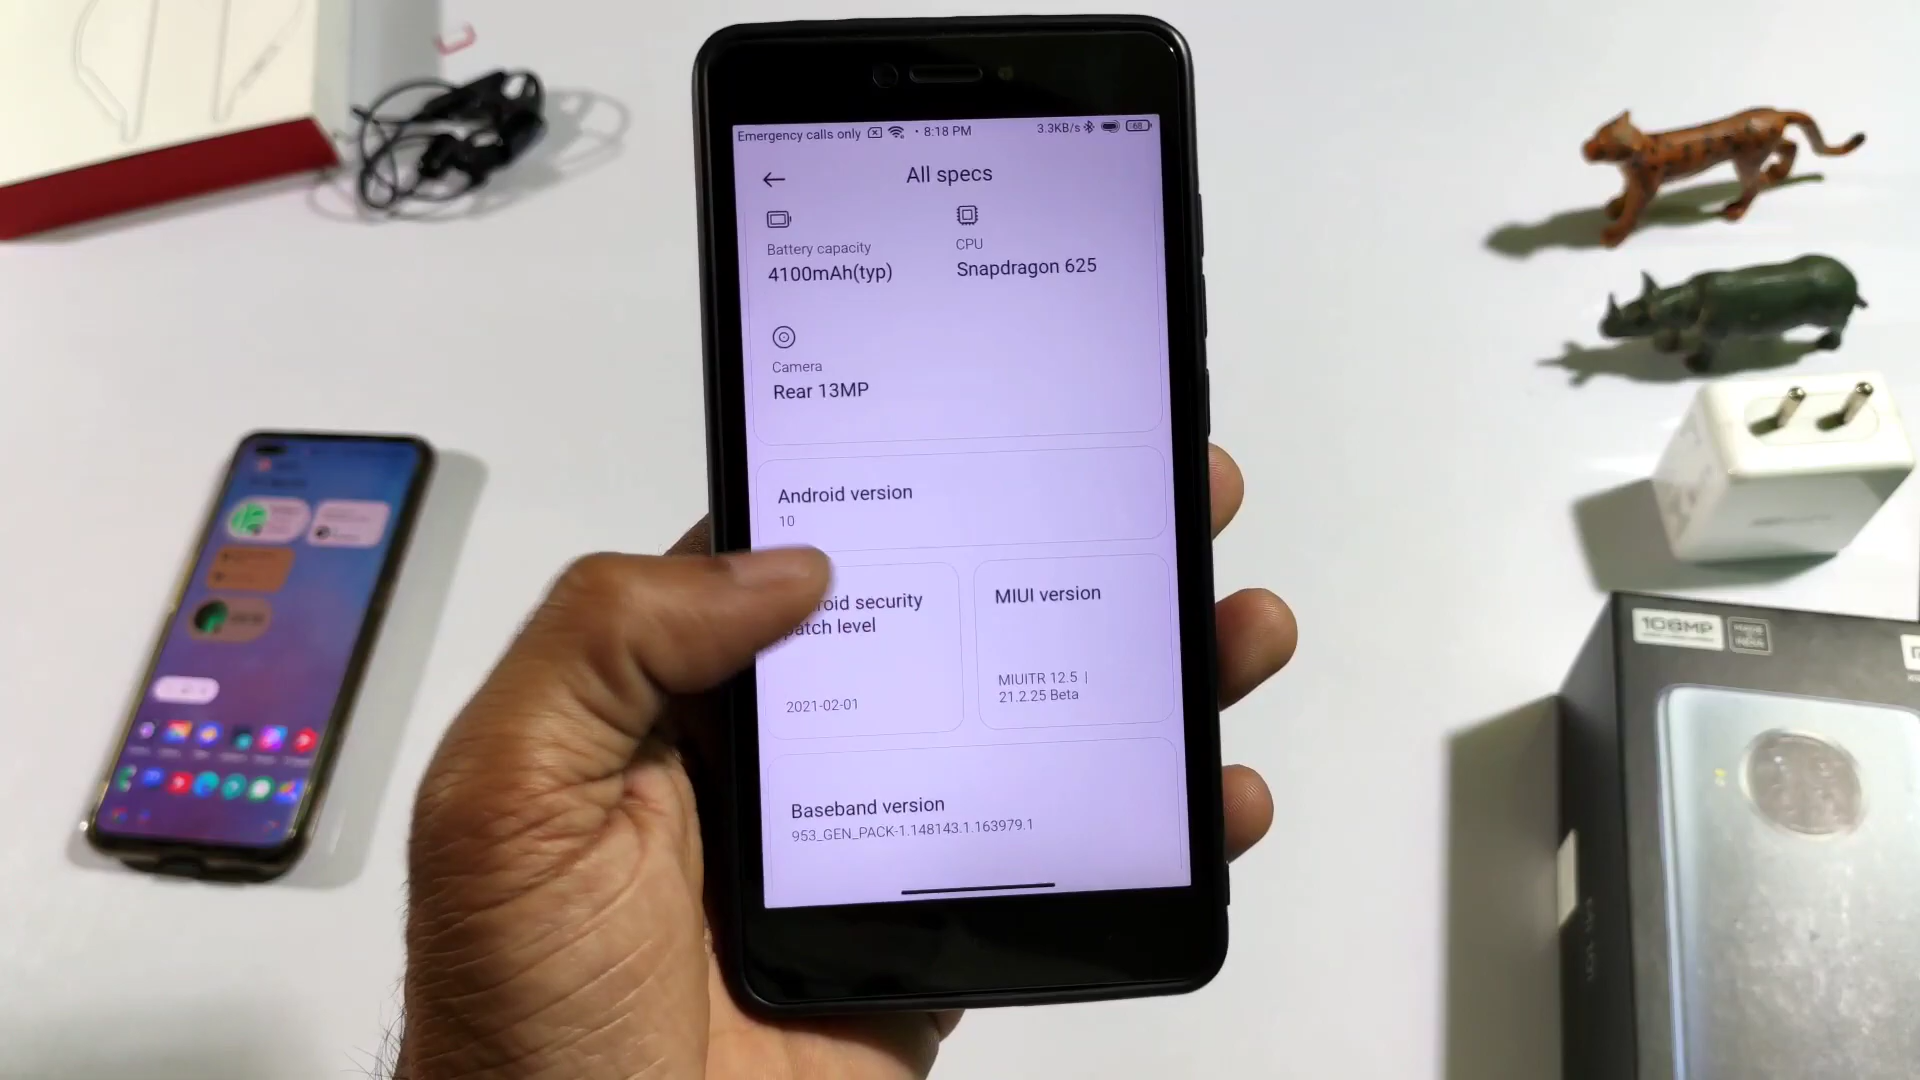 Emergency calls only 8:18 PM 3.3KB/s 68
All specs
Battery capacity
4100mAh(typ)
CPU
Snapdragon 625
Camera
Rear 13MP
Android version
10
roid security
patch level
2021-02-01
MIUI version
MIUITR 12.5 |
21.2.25 Beta
Baseband version
953_GEN_PACK-1.148143.1.163979.1
108MP